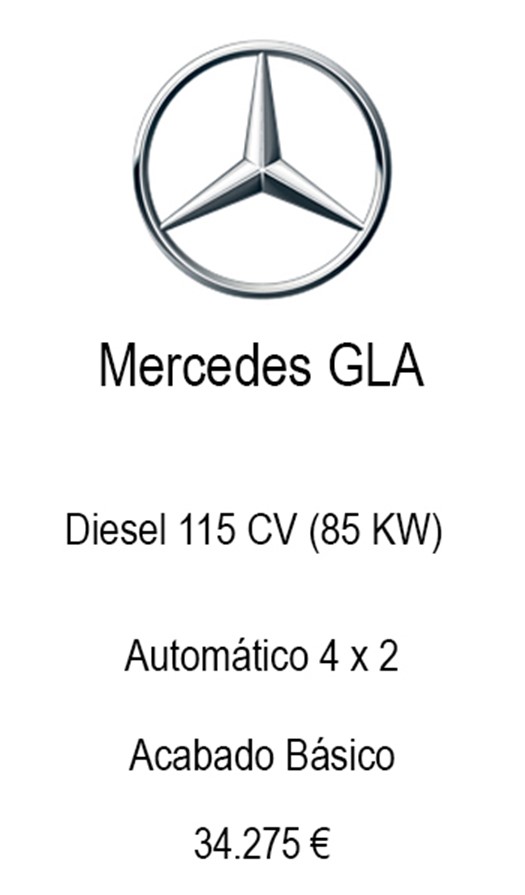 Mercedes GLA
Diesel 115 CV (85 KW)
Automático 4 x 2
Acabado Básico
34.275 €